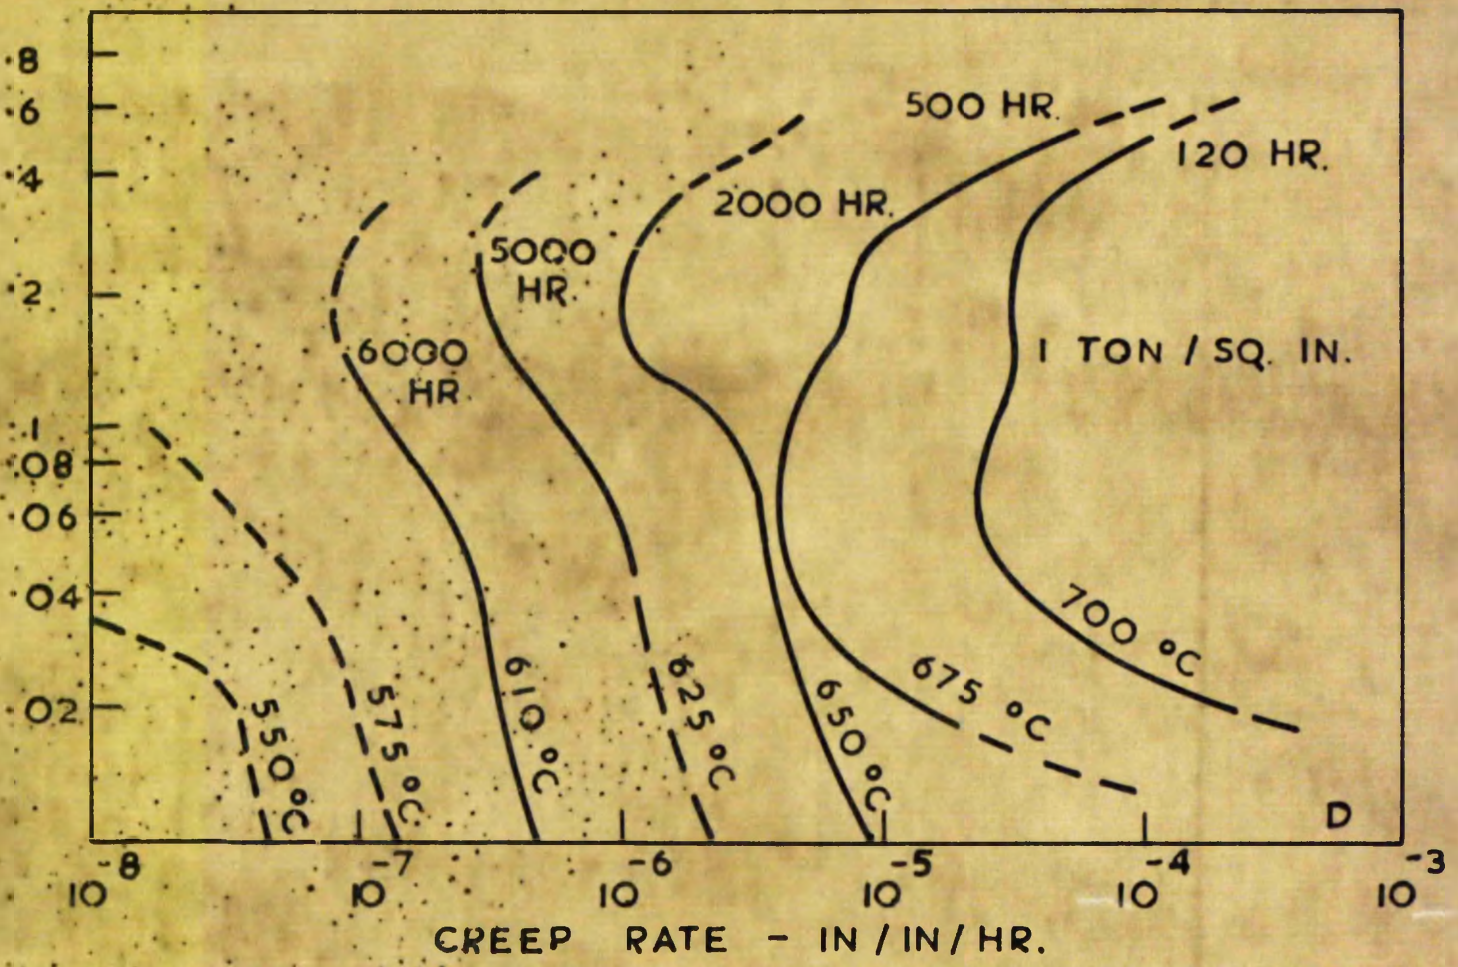 ·8
·6
·4
·2
·1
·08
·06
·04
·02
500 HR.
120 HR.
2000 HR.
5000
HR.
6000
HR.
1 TON / SQ. IN.
550 °C
575 °C
610 °C
625 °C
650 °C
675 °C
700 °C
D
10⁻⁸ 10⁻⁷ 10⁻⁶ 10⁻⁵ 10⁻⁴ 10⁻³
CREEP RATE - IN / IN / HR.